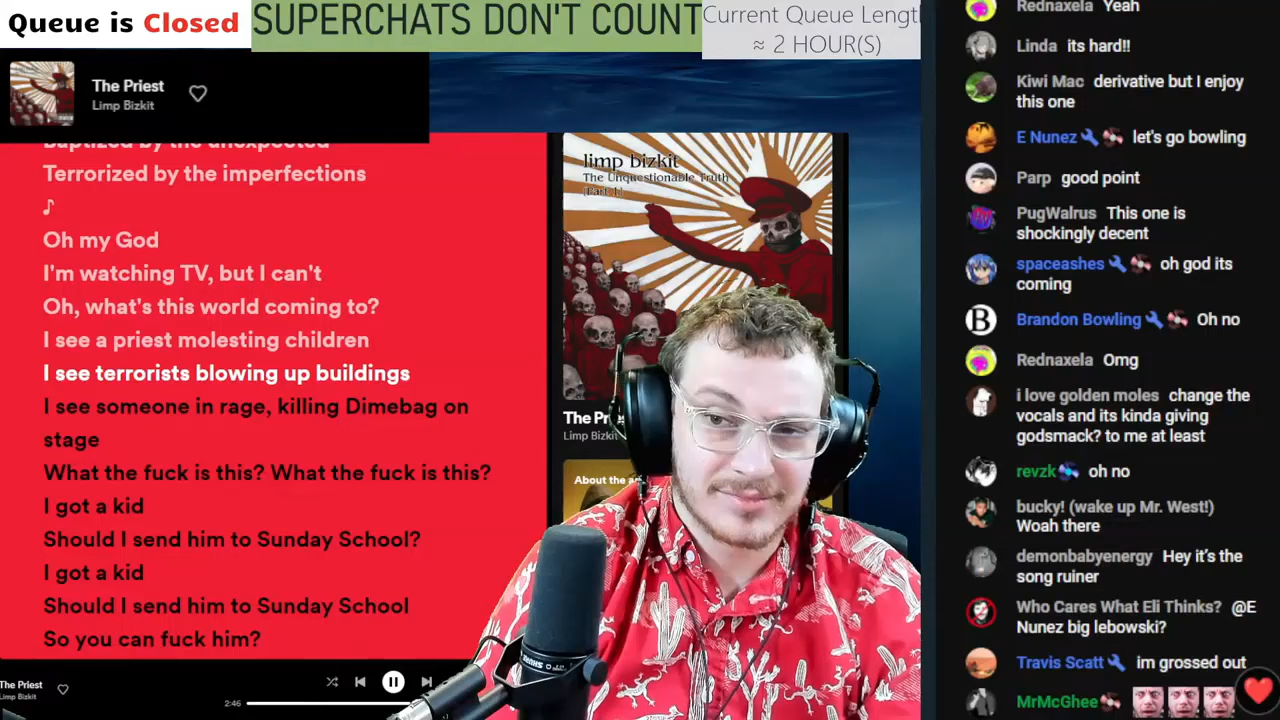 Queue is Closed
SUPERCHATS DON'T COUNT
Current Queue Lengt
≈ 2 HOUR(S)
The Priest
Limp Bizkit
Baptized by the unexpected
Terrorized by the imperfections
♪
Oh my God
I'm watching TV, but I can't
Oh, what's this world coming to?
I see a priest molesting children
I see terrorists blowing up buildings
I see someone in rage, killing Dimebag on
stage
What the fuck is this? What the fuck is this?
I got a kid
Should I send him to Sunday School?
I got a kid
Should I send him to Sunday School
So you can fuck him?
limp bizkit
The Unquestionable Truth
(Part 1)
The Prie
Limp Bizkit
About the a
SHURE
The Priest
Limp Bizkit
2:46
Rednaxela Yeah
Linda its hard!!
Kiwi Mac derivative but I enjoy
this one
E Nunez let's go bowling
Parp good point
PugWalrus This one is
shockingly decent
spaceashes oh god its
coming
B
Brandon Bowling Oh no
Rednaxela Omg
i love golden moles change the
vocals and its kinda giving
godsmack? to me at least
revzk oh no
bucky! (wake up Mr. West!)
Woah there
demonbabyenergy Hey it's the
song ruiner
Who Cares What Eli Thinks? @E
Nunez big lebowski?
Travis Scatt im grossed out
MrMcGhee